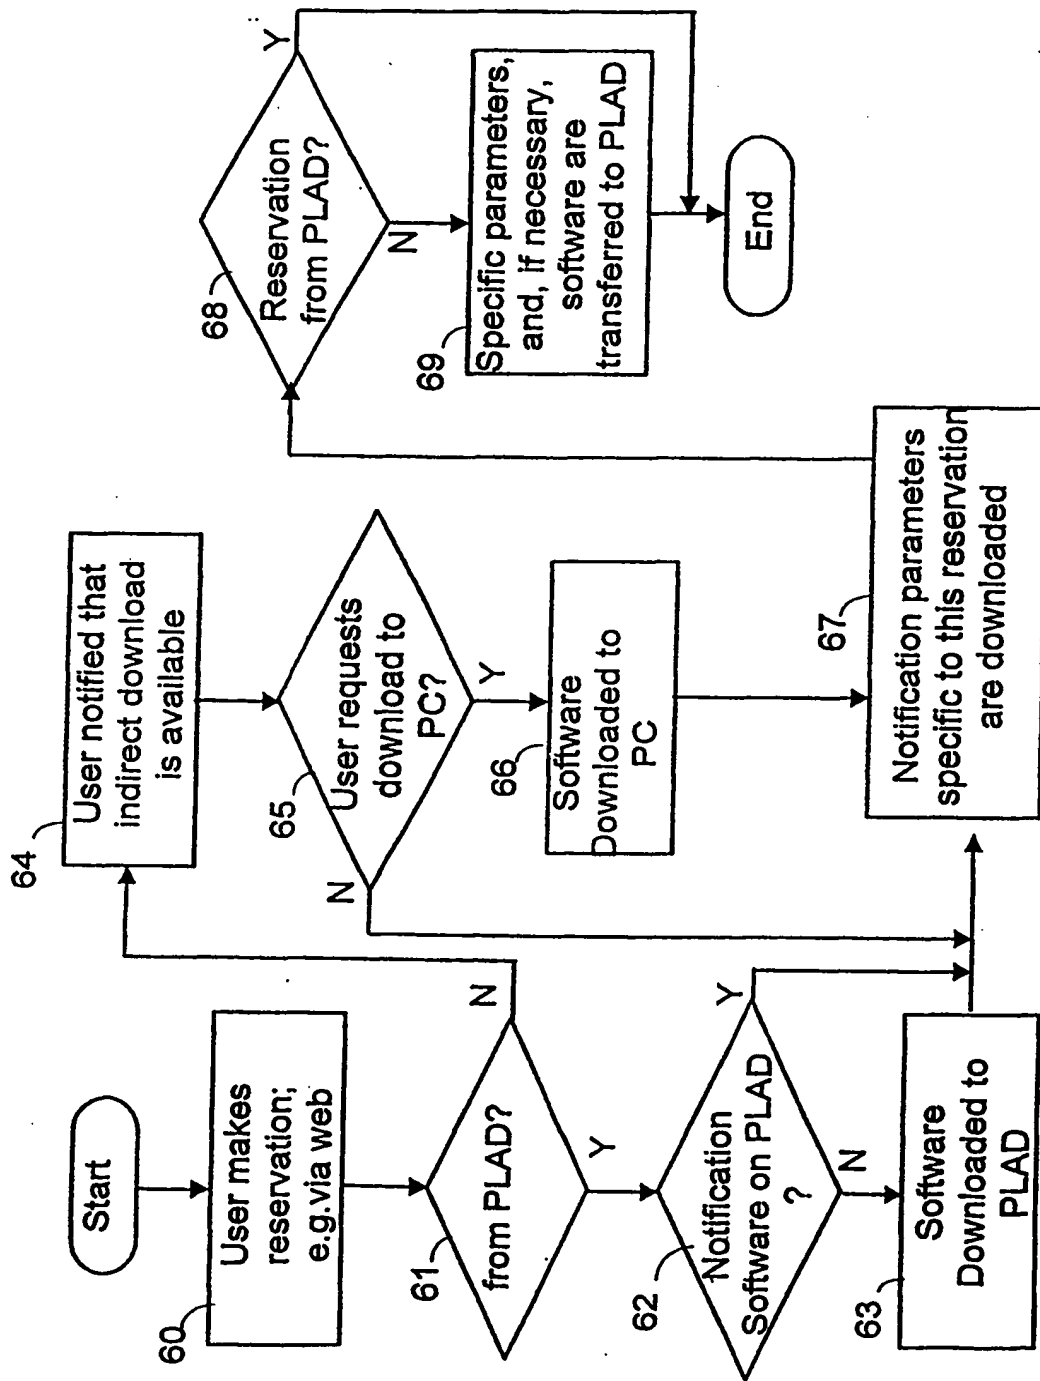 Start
60
User makes
reservation;
e.g.via web
61
from PLAD?
N
Y
62
Notification
Software on PLAD
?
Y
N
63
Software
Downloaded to
PLAD
64
User notified that
indirect download
is available
65
User requests
download to
PC?
N
Y
66
Software
Downloaded to
PC
67
Notification parameters
specific to this reservation
are downloaded
68
Reservation
from PLAD?
Y
N
69
Specific parameters,
and, if necessary,
software are
transferred to PLAD
End